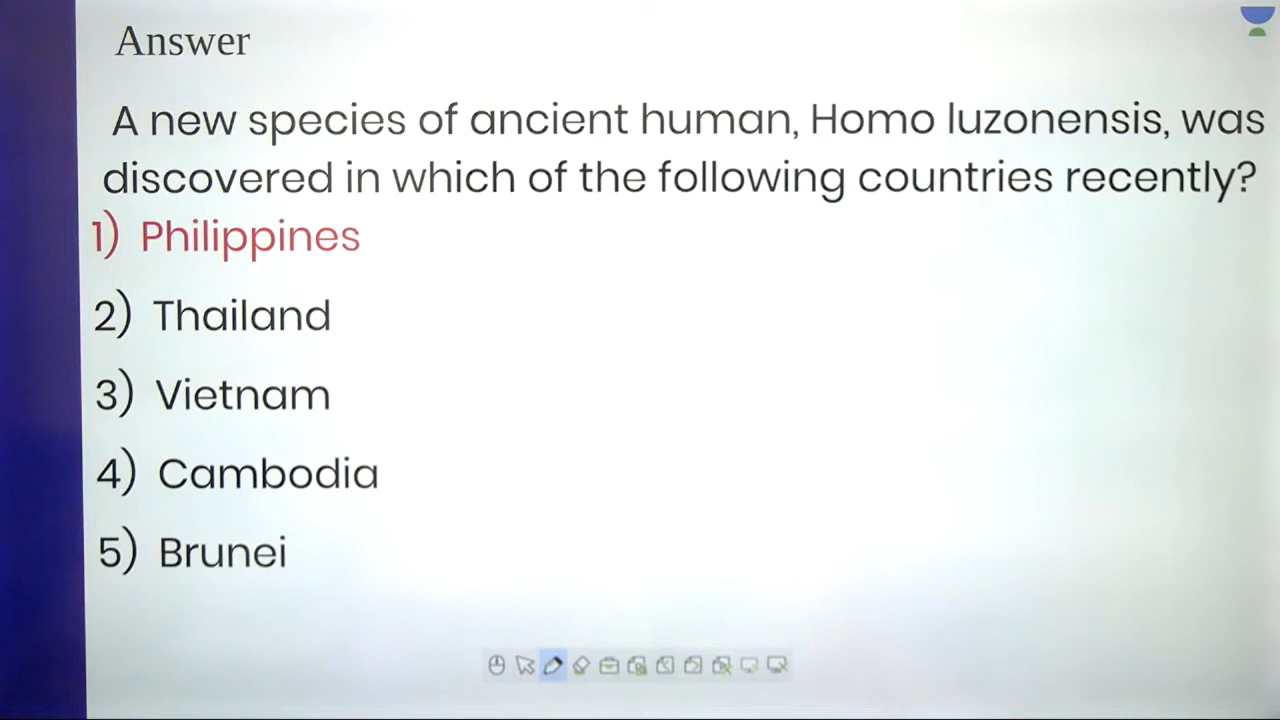 Answer
A new species of ancient human, Homo luzonensis, was
discovered in which of the following countries recently?
1) Philippines
2) Thailand
3) Vietnam
4) Cambodia
5) Brunei